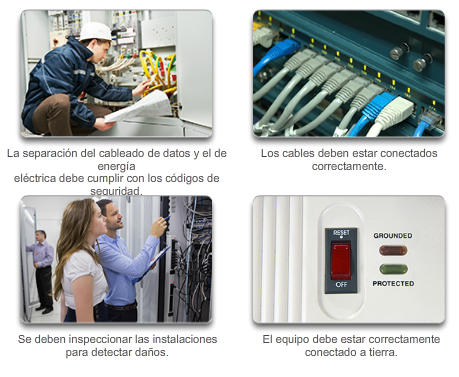 La separación del cableado de datos y el de
energía
eléctrica debe cumplir con los códigos de
seguridad.
Los cables deben estar conectados
correctamente.
Se deben inspeccionar las instalaciones
para detectar daños.
RESET
OFF
GROUNDED
PROTECTED
El equipo debe estar correctamente
conectado a tierra.